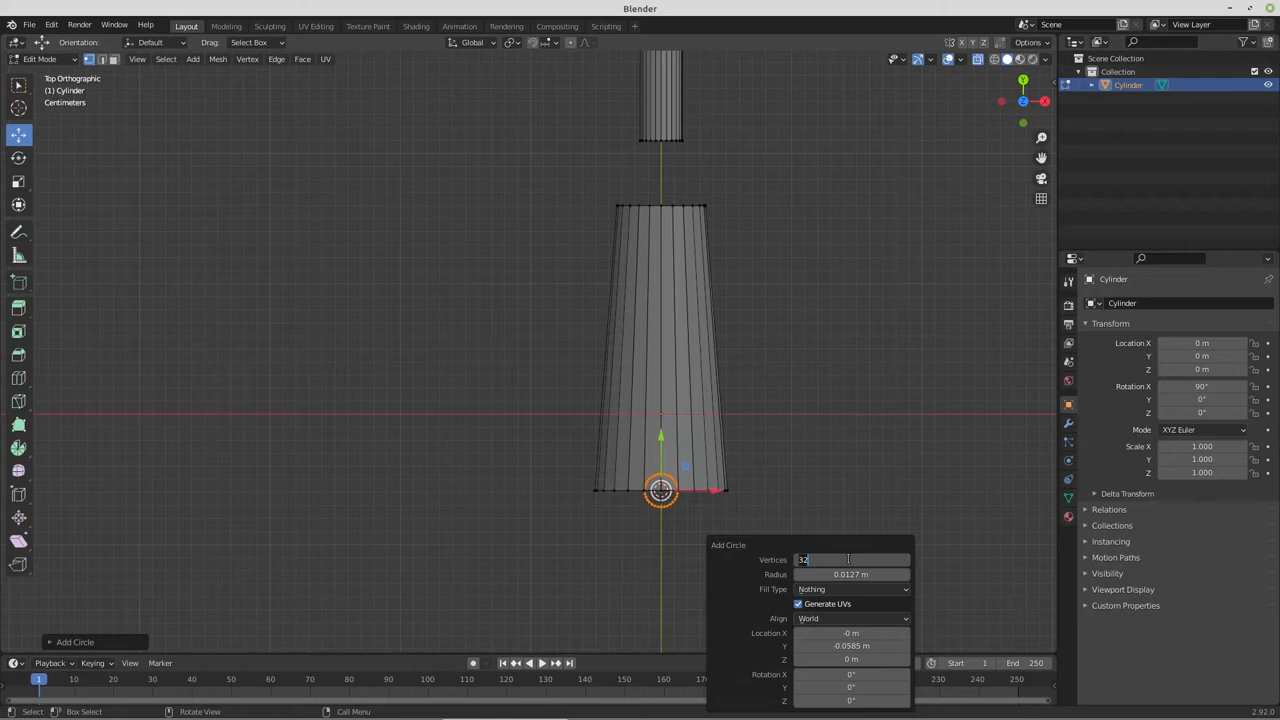 Blender
File Edit Render Window Help Layout Modeling Sculpting UV Editing Texture Paint Shading Animation Rendering Compositing Scripting + Scene View Layer
Orientation: Default Drag: Select Box Global X Y Z Options
Edit Mode View Select Add Mesh Vertex Edge Face UV
Scene Collection
Collection
Cylinder
Top Orthographic
(1) Cylinder
Centimeters
Y
Z X
Cylinder
Cylinder
Transform
Location X 0 m
Y 0 m
Z 0 m
Rotation X 90°
Y 0°
Z 0°
Mode XYZ Euler
Scale X 1.000
Y 1.000
Z 1.000
Delta Transform
Relations
Collections
Instancing
Motion Paths
Visibility
Viewport Display
Custom Properties
Add Circle
Vertices 32
Radius 0.0127 m
Fill Type Nothing
Generate UVs
Align World
Location X -0 m
Y -0.0585 m
Z 0 m
Rotation X 0°
Y 0°
Z 0°
Add Circle
Playback Keying View Marker Start 1 End 250
1 10 20 30 40 50 60 70 80 90 100 110 120 130 140 150 160 220 230 240 250
Select Box Select Rotate View Call Menu 2.92.0